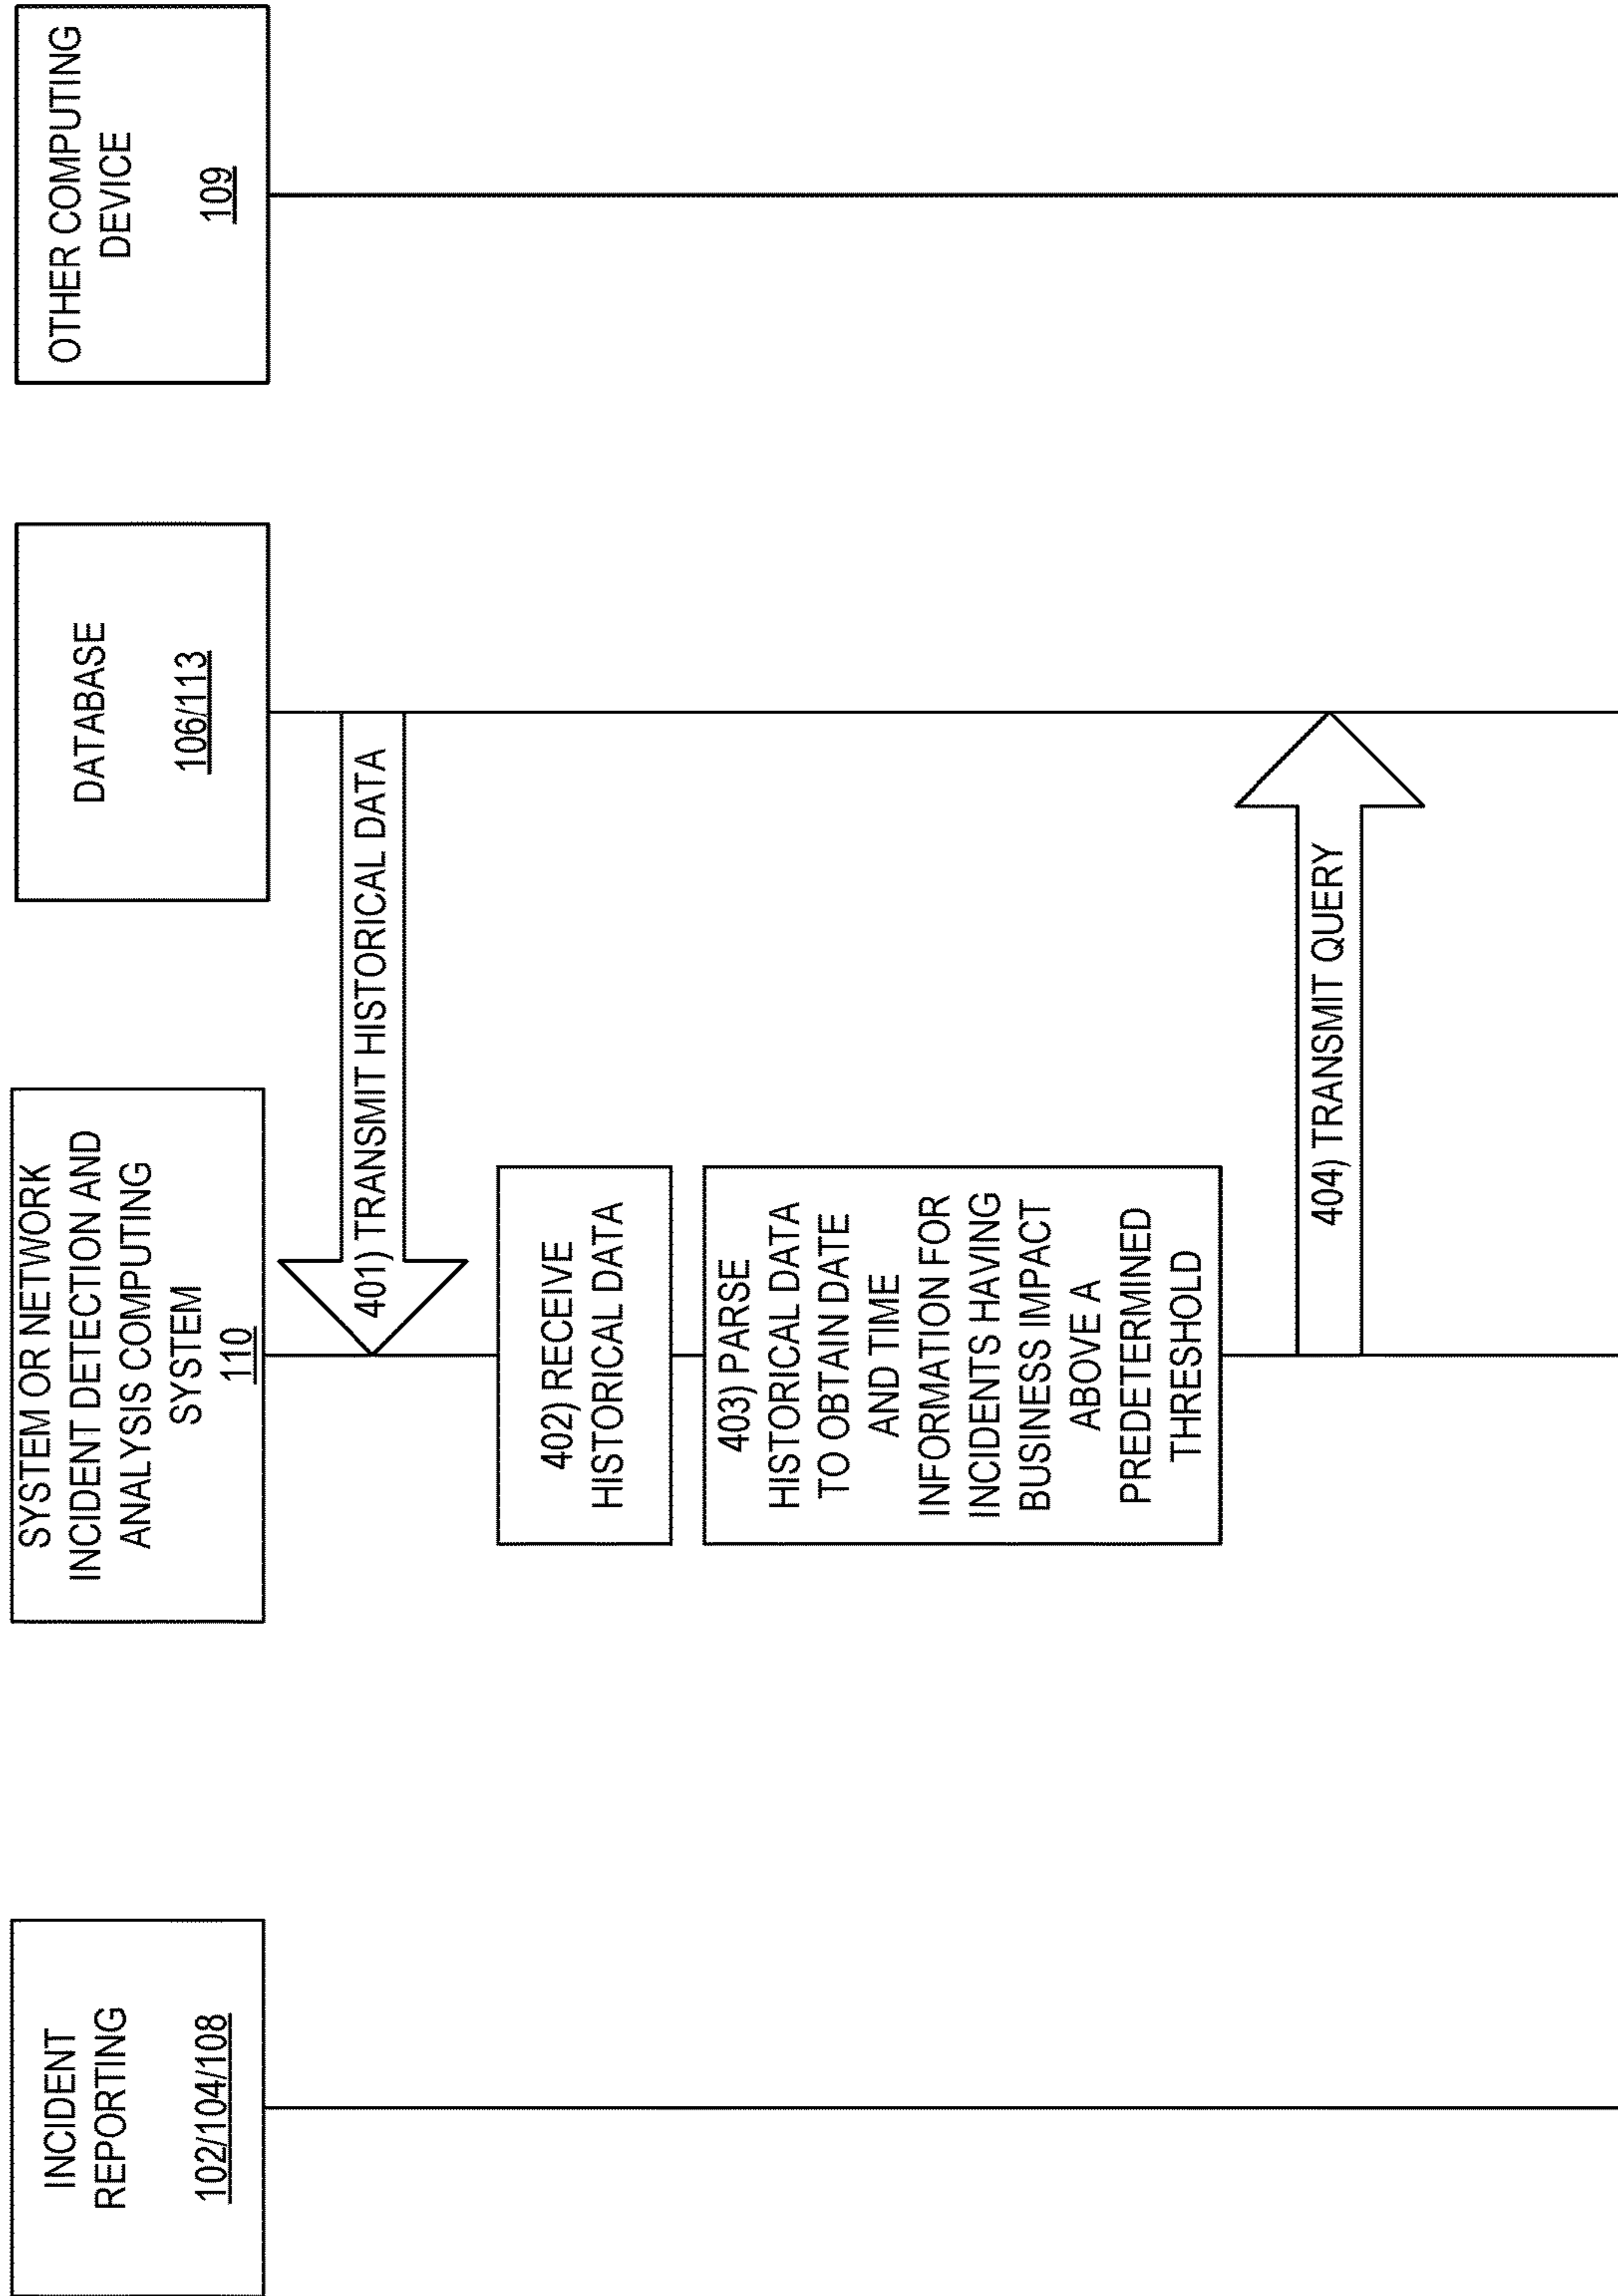 INCIDENT
REPORTING
102/104/108
SYSTEM OR NETWORK
INCIDENT DETECTION AND
ANALYSIS COMPUTING
SYSTEM
110
DATABASE
106/113
OTHER COMPUTING
DEVICE
109
401) TRANSMIT HISTORICAL DATA
402) RECEIVE
HISTORICAL DATA
403) PARSE
HISTORICAL DATA
TO OBTAIN DATE
AND TIME
INFORMATION FOR
INCIDENTS HAVING
BUSINESS IMPACT
ABOVE A
PREDETERMINED
THRESHOLD
404) TRANSMIT QUERY